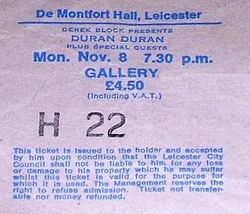 De Montfort Hall, Leicester
DEREK BLOCK PRESENTS
DURAN DURAN
PLUS SPECIAL GUESTS
Mon. Nov. 8 7.30 p.m.
GALLERY
£4.50
(Including V.A.T.)
H 22
This ticket is issued to the holder and accepted
by him upon condition that the Leicester City
Council shall not be liable to him for any loss
or damage to his property which he may suffer
whilst this ticket is valid for the purpose for
which it is used. The Management reserves the
right to refuse admission. Ticket not transfer-
able nor money refunded.